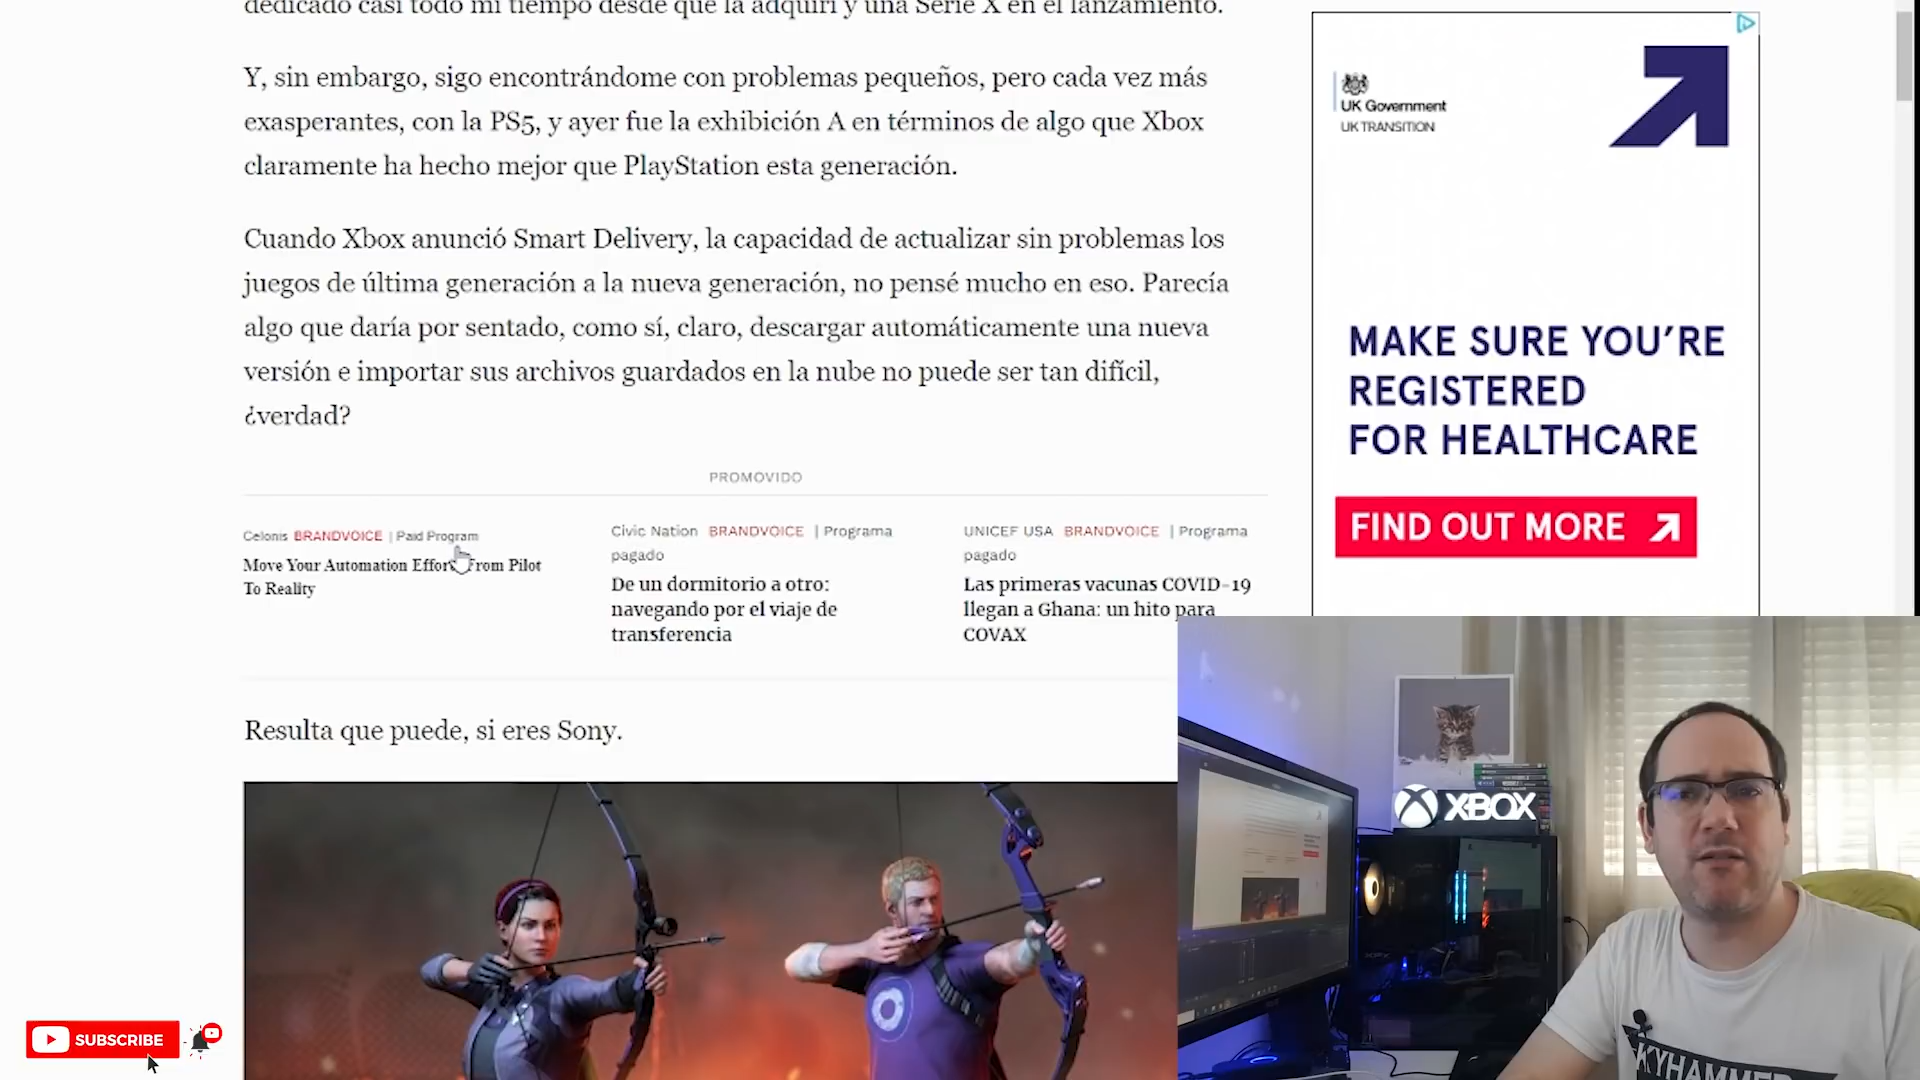 dedicado casi todo mi tiempo desde que la adquirí y una Serie X en el lanzamiento.
Y, sin embargo, sigo encontrándome con problemas pequeños, pero cada vez más
exasperantes, con la PS5, y ayer fue la exhibición A en términos de algo que Xbox
claramente ha hecho mejor que PlayStation esta generación.
Cuando Xbox anunció Smart Delivery, la capacidad de actualizar sin problemas los
juegos de última generación a la nueva generación, no pensé mucho en eso. Parecía
algo que daría por sentado, como sí, claro, descargar automáticamente una nueva
versión e importar sus archivos guardados en la nube no puede ser tan difícil,
¿verdad?
PROMOVIDO
Celonis BRANDVOICE | Paid Program
Move Your Automation Efforts From Pilot
To Reality
Civic Nation BRANDVOICE | Programa
pagado
De un dormitorio a otro:
navegando por el viaje de
transferencia
UNICEF USA BRANDVOICE | Programa
pagado
Las primeras vacunas COVID-19
llegan a Ghana: un hito para
COVAX
Resulta que puede, si eres Sony.
UK Government
UK TRANSITION
MAKE SURE YOU'RE
REGISTERED
FOR HEALTHCARE
FIND OUT MORE
XBOX
SUBSCRIBE